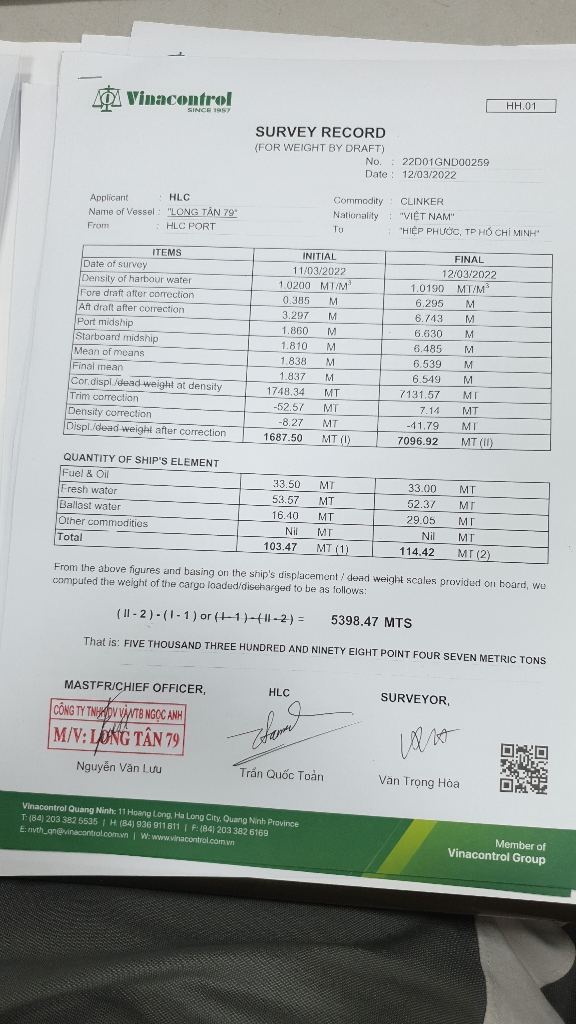 Vinacontrol
SINCE 1957
HH.01
SURVEY RECORD
(FOR WEIGHT BY DRAFT)
No. : 22D01GND00259
Date : 12/03/2022
Applicant : HLC
Commodity : CLINKER
Name of Vessel : "LONG TÂN 79"
Nationality : "VIỆT NAM"
From : HLC PORT
To : "HIỆP PHƯỚC, TP HỒ CHÍ MINH"
ITEMS INITIAL FINAL
Date of survey 11/03/2022 12/03/2022
Density of harbour water 1.0200 MT/M³ 1.0190 MT/M³
Fore draft after correction 0.385 M 6.295 M
Aft draft after correction 3.297 M 6.743 M
Port midship 1.860 M 6.630 M
Starboard midship 1.810 M 6.485 M
Mean of means 1.838 M 6.539 M
Final mean 1.837 M 6.549 M
Cor.displ./dead weight at density 1748.34 MT 7131.57 MT
Trim correction -52.57 MT 7.14 MT
Density correction -8.27 MT -41.79 MT
Displ./dead weight after correction 1687.50 MT (I) 7096.92 MT (II)
QUANTITY OF SHIP'S ELEMENT
Fuel & Oil 33.50 MT 33.00 MT
Fresh water 53.57 MT 52.37 MT
Ballast water 16.40 MT 29.05 MT
Other commodities Nil MT Nil MT
Total 103.47 MT (1) 114.42 MT (2)
From the above figures and basing on the ship's displacement / dead weight scales provided on board, we
computed the weight of the cargo loaded/discharged to be as follows:
( II - 2 ) - ( I - 1 ) or ( I - 1 ) - ( II - 2 ) = 5398.47 MTS
That is: FIVE THOUSAND THREE HUNDRED AND NINETY EIGHT POINT FOUR SEVEN METRIC TONS
MASTER/CHIEF OFFICER, HLC SURVEYOR,
CÔNG TY TNHH DV VÀ VTB NGỌC ANH
M/V: LONG TÂN 79
Nguyễn Văn Lưu Trần Quốc Toản Văn Trọng Hòa
Vinacontrol Quang Ninh: 11 Hoang Long, Ha Long City, Quang Ninh Province
T: (84) 203 382 5535 | H: (84) 936 911 811 | F: (84) 203 382 6169
E: nvth_qn@vinacontrol.com.vn | W: www.vinacontrol.com.vn
Member of
Vinacontrol Group